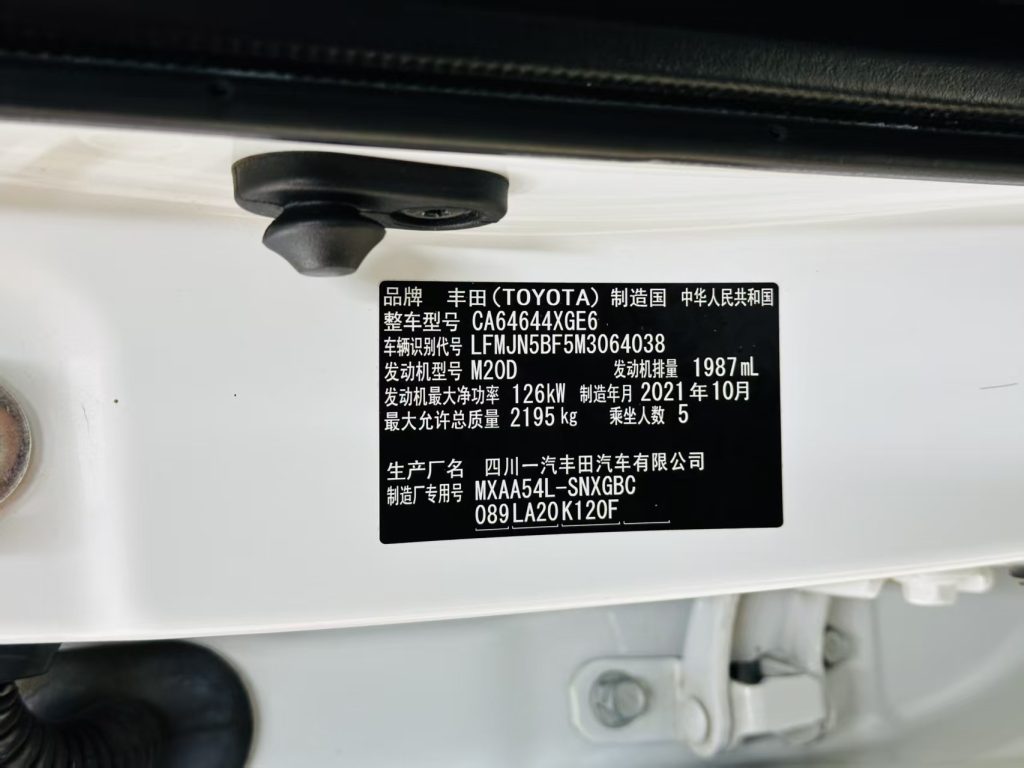 品牌 丰田(TOYOTA) 制造国 中华人民共和国
整车型号 CA64644XGE6
车辆识别代号 LFMJN5BF5M3064038
发动机型号 M20D 发动机排量 1987mL
发动机最大净功率 126kW 制造年月 2021年10月
最大允许总质量 2195kg 乘坐人数 5
生产厂名 四川一汽丰田汽车有限公司
制造厂专用号 MXAA54L-SNXGBC
089 LA20 K120F